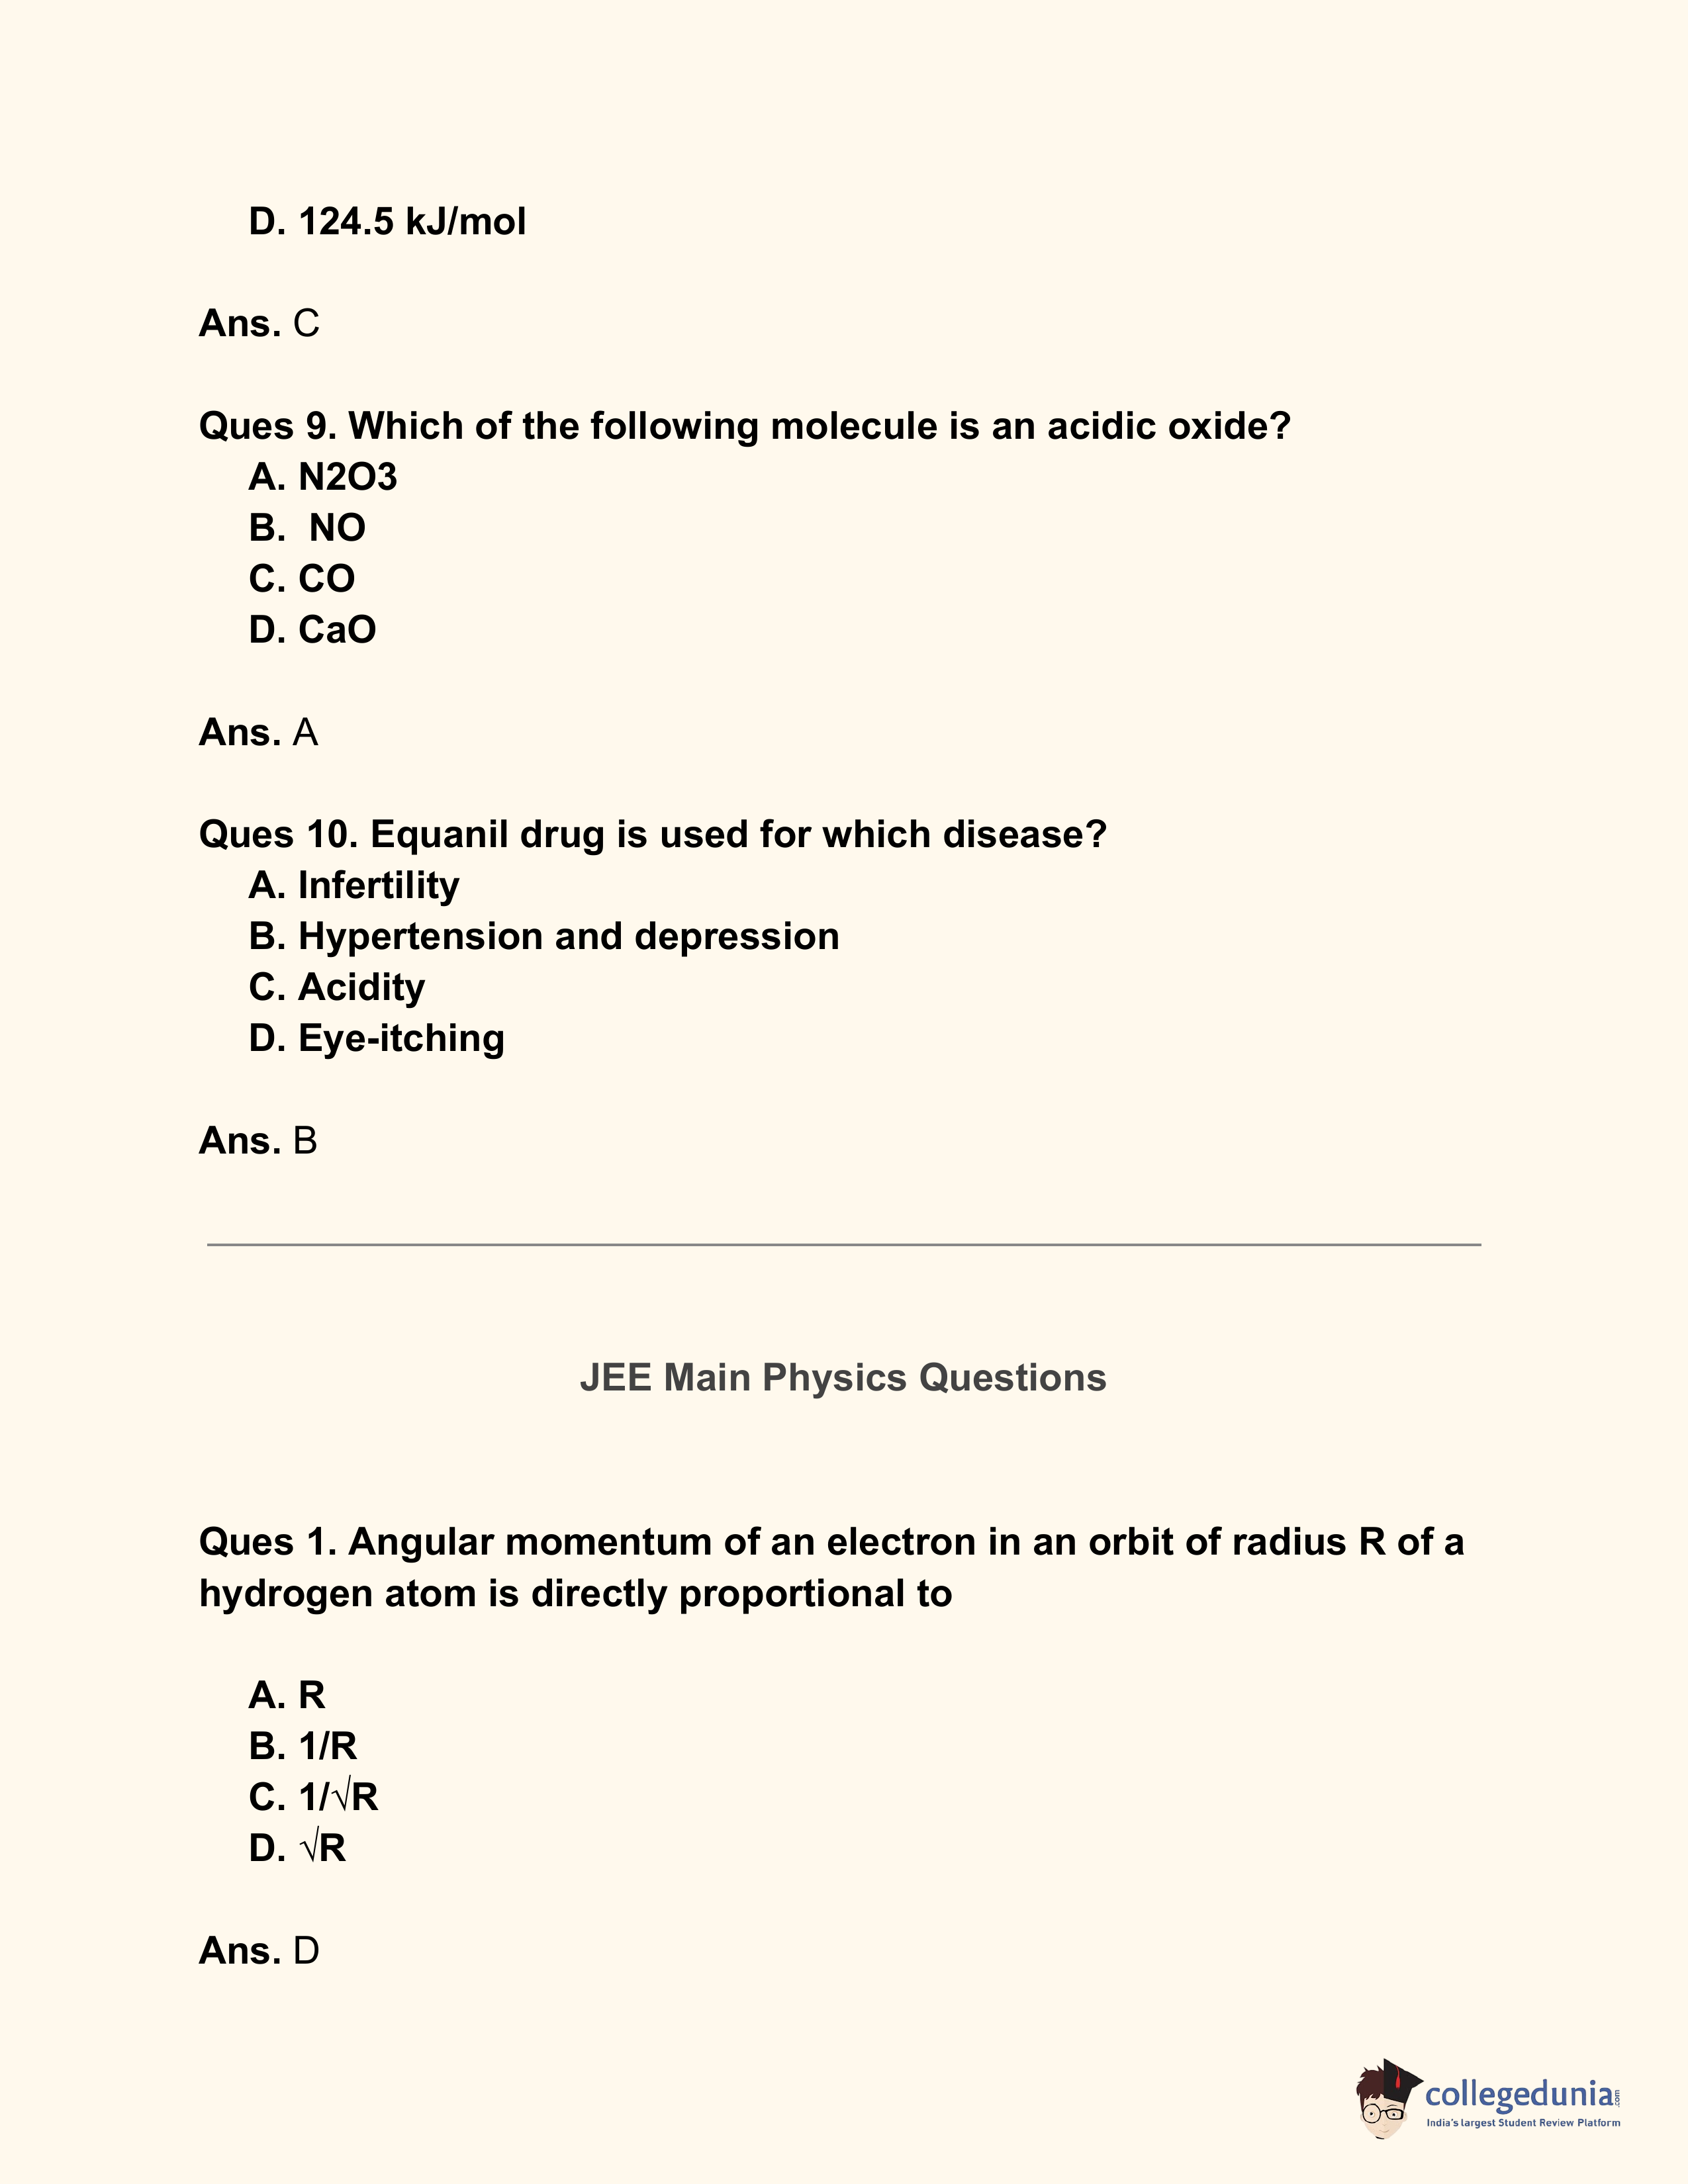 D. 124.5 kJ/mol
Ans. C
Ques 9. Which of the following molecule is an acidic oxide?
A. N2O3
B. NO
C. CO
D. CaO
Ans. A
Ques 10. Equanil drug is used for which disease?
A. Infertility
B. Hypertension and depression
C. Acidity
D. Eye-itching
Ans. B
JEE Main Physics Questions
Ques 1. Angular momentum of an electron in an orbit of radius R of a
hydrogen atom is directly proportional to
A. R
B. 1/R
C. 1/√R
D. √R
Ans. D
collegedunia.com
India's largest Student Review Platform